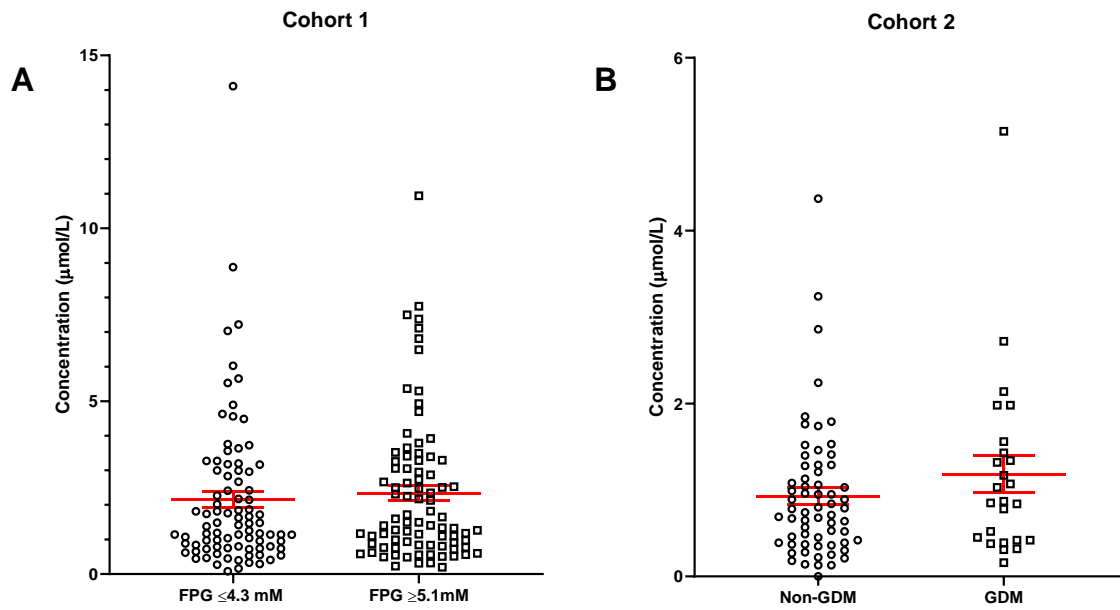 Cohort 1
A
Concentration (μmol/L)
15
10
5
0
FPG ≤4.3 mM
FPG ≥5.1mM
Cohort 2
B
Concentration (μmol/L)
6
4
2
0
Non-GDM
GDM